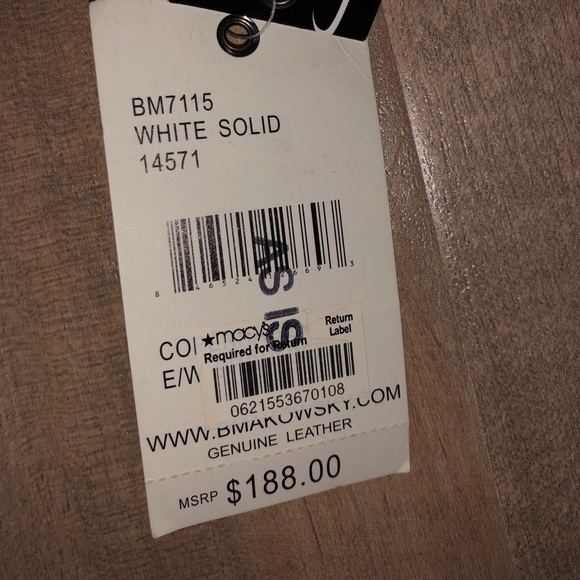 BM7115
WHITE SOLID
14571
AS IS
★macy's
Return
Label
Required for Return
0621553670108
WWW.BMAKOWSKY.COM
GENUINE LEATHER
MSRP $188.00